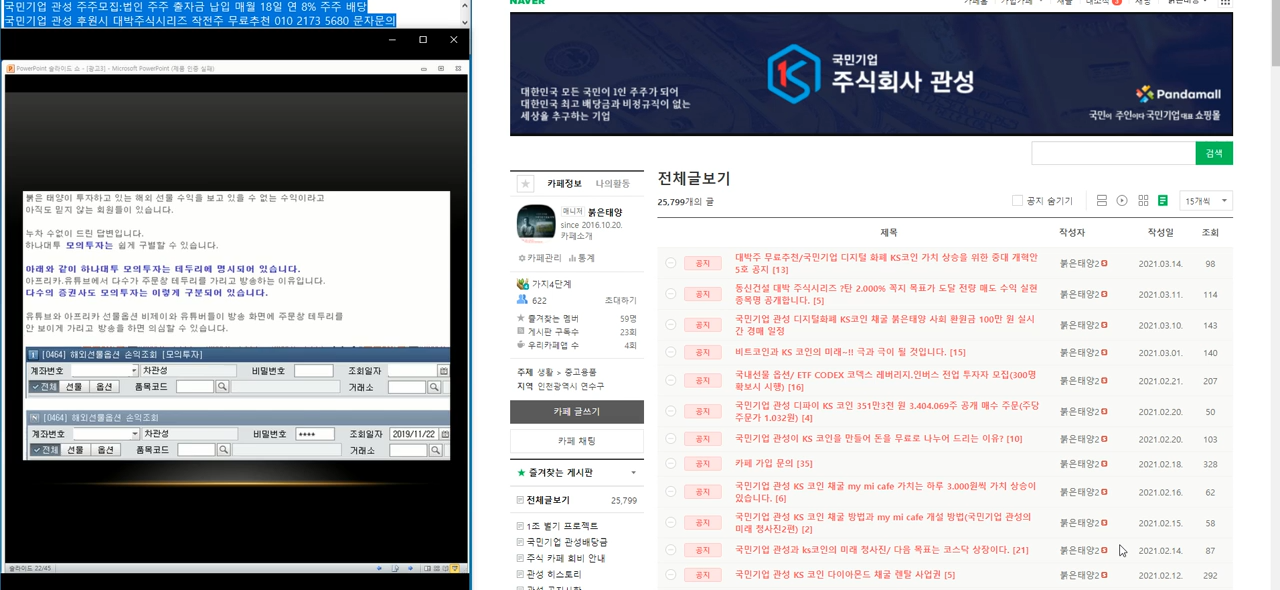 국민기업 관성 주주모집:법인 주주 출자금 납입 매월 18일 연 8% 주주 배당
국민기업 관성 후원시 대박주식시리즈 작전주 무료추천 010 2173 5680 문자문의
PowerPoint 슬라이드 쇼 - [광고3] - Microsoft PowerPoint (제품 인증 실패)
붉은 태양이 투자하고 있는 해외 선물 수익을 보고 있을 수 없는 수익이라고
아직도 믿지 않는 회원들이 있습니다.
누차 수없이 드린 답변입니다.
하나대투 모의투자는 쉽게 구별할 수 있습니다.
아래와 같이 하나대투 모의투자는 테두리에 명시되어 있습니다.
아프리카.유튜브에서 다수가 주문창 테두리를 가리고 방송하는 이유입니다.
다수의 증권사도 모의투자는 이렇게 구분되어 있습니다.
유튜브와 아프리카 선물옵션 비제이와 유튜버들이 방송 화면에 주문창 테두리를
안 보이게 가리고 방송을 하면 의심할 수 있습니다.
[0464] 해외선물옵션 손익조회 [모의투자]
계좌번호 차관성 비밀번호 조회일자
전체 선물 옵션 품목코드 거래소
[0464] 해외선물옵션 손익조회
계좌번호 차관성 비밀번호 **** 조회일자 2019/11/22
전체 선물 옵션 품목코드 거래소
슬라이드 22/45
NAVER
대한민국 모든 국민이 1인 주주가 되어
대한민국 최고 배당금과 비정규직이 없는
세상을 추구하는 기업
국민기업
주식회사 관성
Pandamall
국민이 주인이다 국민기업대표 쇼핑몰
검색
카페정보 나의활동
매니저 붉은태양
since 2016.10.20.
카페소개
카페관리 통계
가지4단계
622 초대하기
즐겨찾는 멤버 59명
게시판 구독수 23회
우리카페앱 수 4회
주제 생활 > 중고용품
지역 인천광역시 연수구
카페 글쓰기
카페 채팅
즐겨찾는 게시판
전체글보기 25,799
1조 벌기 프로젝트
국민기업 관성배당금
주식 카페 회비 안내
관성 히스토리
전체글보기
25,799개의 글
공지 숨기기 15개씩
제목 작성자 작성일 조회
공지 대박주 무료추천/국민기업 디지털 화폐 KS코인 가치 상승을 위한 중대 개혁안 5호 공지 [13] 붉은태양2 2021.03.14. 98
공지 동신건설 대박 주식시리즈 ?탄 2.000% 꼭지 목표가 도달 전량 매도 수익 실현 종목명 공개합니다. [5] 붉은태양2 2021.03.11. 114
공지 국민기업 관성 디지털화폐 KS코인 채굴 붉은태양 사회 환원금 100만 원 실시간 경매 일정 붉은태양2 2021.03.10. 143
공지 비트코인과 KS 코인의 미래~!! 극과 극이 될 것입니다. [15] 붉은태양2 2021.03.01. 140
공지 국내선물 옵션/ ETF CODEX 코덱스 레버리지.인버스 전업 투자자 모집(300명 확보시 시행) [16] 붉은태양2 2021.02.21. 207
공지 국민기업 관성 디파이 KS 코인 351만3천 원 3.404.069주 공개 매수 주문(주당 주문가 1.032원) [4] 붉은태양2 2021.02.20. 50
공지 국민기업 관성이 KS 코인을 만들어 돈을 무료로 나누어 드리는 이유? [10] 붉은태양2 2021.02.20. 103
공지 카페 가입 문의 [35] 붉은태양2 2021.02.18. 328
공지 국민기업 관성 KS 코인 채굴 my mi cafe 가치는 하루 3.000원씩 가치 상승이 있습니다. [6] 붉은태양2 2021.02.16. 62
공지 국민기업 관성 KS 코인 채굴 방법과 my mi cafe 개설 방법(국민기업 관성의 미래 청사진2편) [2] 붉은태양2 2021.02.15. 58
공지 국민기업 관성과 ks코인의 미래 청사진/ 다음 목표는 코스닥 상장이다. [21] 붉은태양2 2021.02.14. 87
공지 국민기업 관성 KS 코인 다이아몬드 채굴 렌탈 사업권 [5] 붉은태양2 2021.02.12. 292